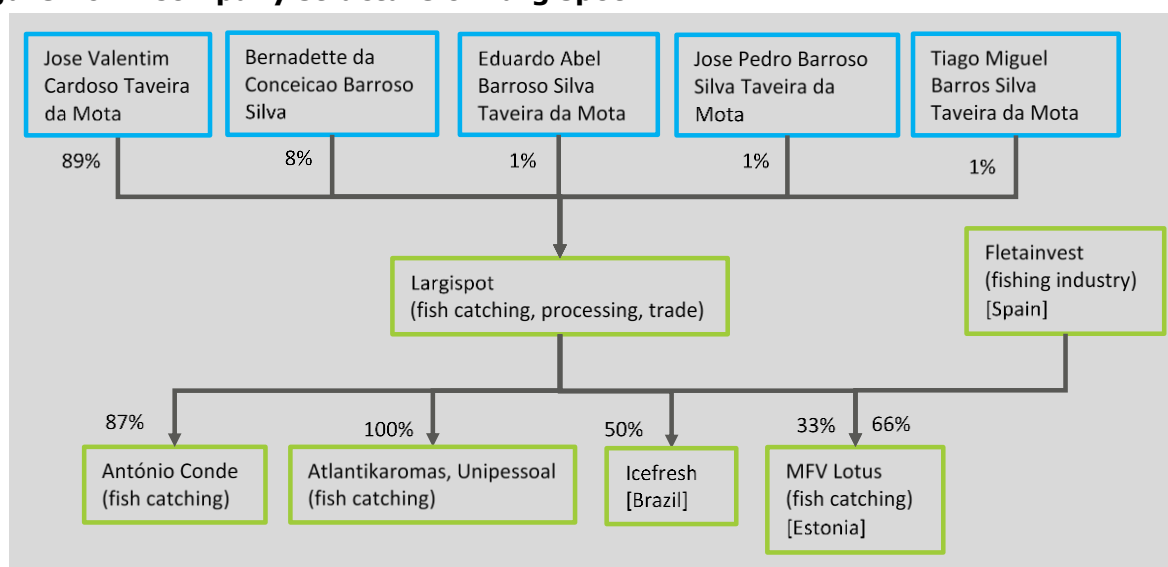 Jose Valentim
Cardoso Taveira
da Mota
Bernadette da
Conceicao Barroso
Silva
Eduardo Abel
Barroso Silva
Taveira da Mota
Jose Pedro Barroso
Silva Taveira da
Mota
Tiago Miguel
Barros Silva
Taveira da Mota
89%
8%
1%
1%
1%
Fletainvest
(fishing industry)
[Spain]
Largispot
(fish catching, processing, trade)
87%
100%
50%
33%
66%
António Conde
(fish catching)
Atlantikaromas, Unipessoal
(fish catching)
Icefresh
[Brazil]
MFV Lotus
(fish catching)
[Estonia]